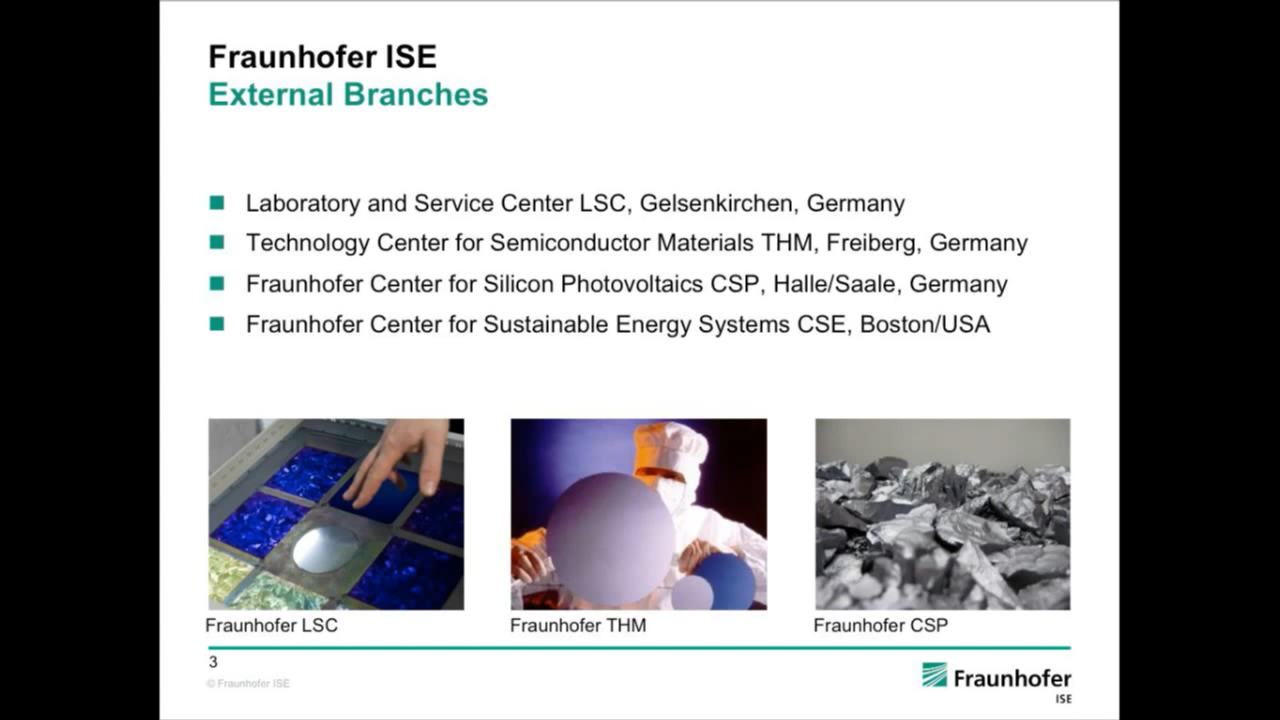 Fraunhofer ISE
External Branches
Laboratory and Service Center LSC, Gelsenkirchen, Germany
Technology Center for Semiconductor Materials THM, Freiberg, Germany
Fraunhofer Center for Silicon Photovoltaics CSP, Halle/Saale, Germany
Fraunhofer Center for Sustainable Energy Systems CSE, Boston/USA
Fraunhofer LSC
Fraunhofer THM
Fraunhofer CSP
3
© Fraunhofer ISE
Fraunhofer
ISE